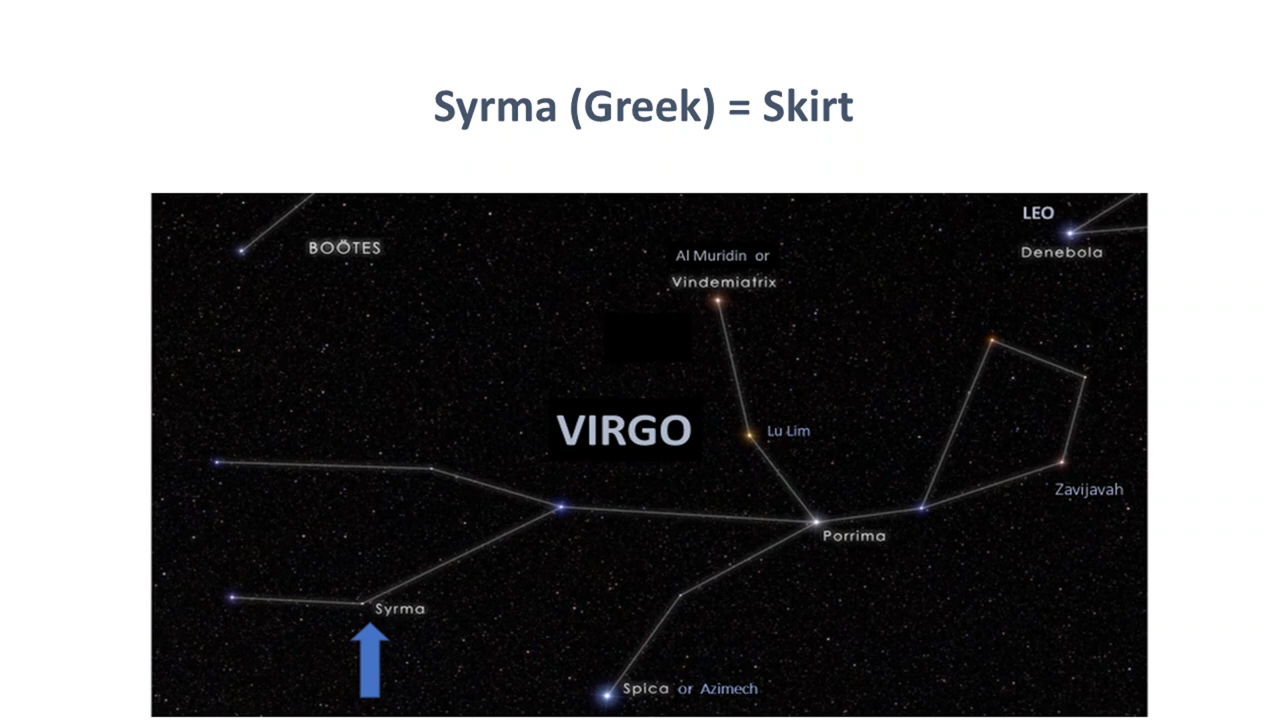 Syrma (Greek) = Skirt
LEO
BOÖTES
Denebola
Al Muridin or
Vindemiatrix
VIRGO
Lu Lim
Zavijavah
Porrima
Syrma
Spica or Azimech